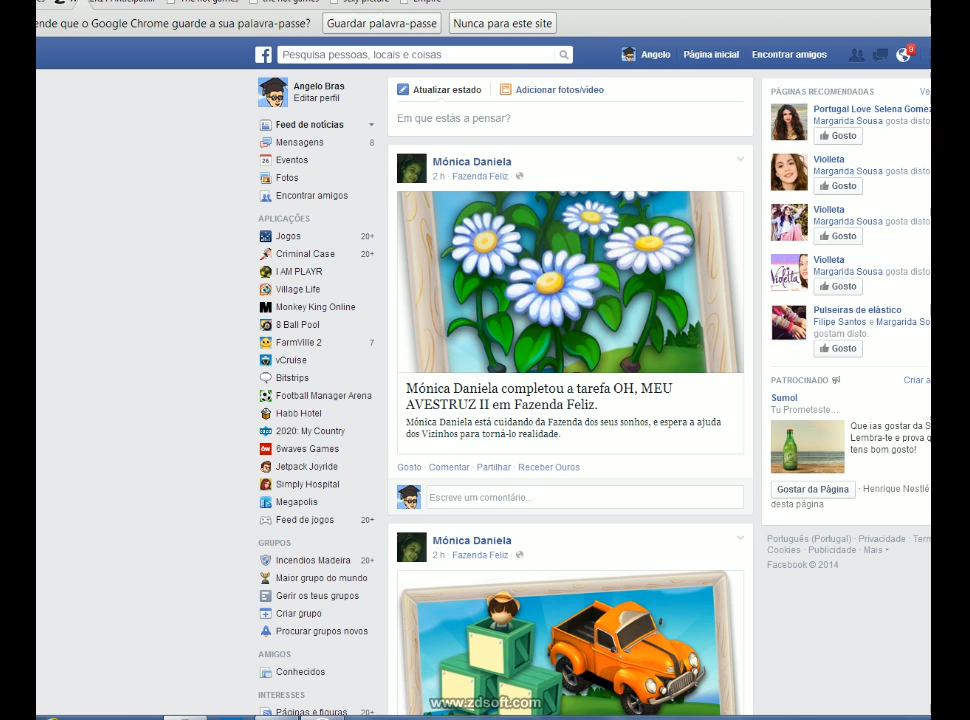 ende que o Google Chrome guarde a sua palavra-passe? Guardar palavra-passe Nunca para este site
Pesquisa pessoas, locais e coisas
Angelo Página inicial Encontrar amigos 9
Angelo Bras
Editar perfil
Feed de notícias
Mensagens 8
Eventos
Fotos
Encontrar amigos
APLICAÇÕES
Jogos 20+
Criminal Case 20+
I AM PLAYR
Village Life
Monkey King Online
8 Ball Pool
FarmVille 2 7
vCruise
Bitstrips
Football Manager Arena
Habb Hotel
2020: My Country
6waves Games
Jetpack Joyride
Simply Hospital
Megapolis
Feed de jogos 20+
GRUPOS
Incendios Madeira 20+
Maior grupo do mundo
Gerir os teus grupos
Criar grupo
Procurar grupos novos
AMIGOS
Conhecidos
INTERESSES
Páginas e figuras 20+
Atualizar estado Adicionar fotos/vídeo
Em que estás a pensar?
Mónica Daniela
2 h · Fazenda Feliz ·
Mónica Daniela completou a tarefa OH, MEU
AVESTRUZ II em Fazenda Feliz.
Mónica Daniela está cuidando da Fazenda dos seus sonhos, e espera a ajuda
dos Vizinhos para torná-lo realidade.
Gosto · Comentar · Partilhar · Receber Ouros
Escreve um comentário...
Mónica Daniela
2 h · Fazenda Feliz ·
www.zdsoft.com
PÁGINAS RECOMENDADAS Ve
Portugal Love Selena Gomez
Margarida Sousa gosta disto
Gosto
Violleta
Margarida Sousa gosta disto
Gosto
Violleta
Margarida Sousa gosta disto
Gosto
Violleta
Margarida Sousa gosta disto
Gosto
Violetta
Pulseiras de elástico
Filipe Santos e Margarida So
gostam disto.
Gosto
PATROCINADO Criar a
Sumol
Tu Prometeste...
Que ias gostar da S
Lembra-te e prova q
tens bom gosto!
Gostar da Página · Henrique Nestlé
desta página
Português (Portugal) · Privacidade · Term
Cookies · Publicidade · Mais
Facebook © 2014